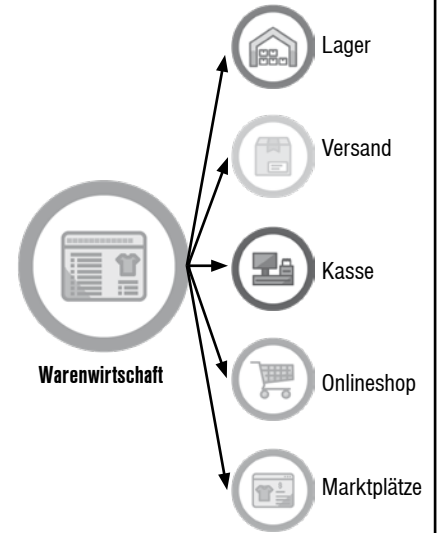 Lager
Versand
Kasse
Warenwirtschaft
Onlineshop
Marktplätze